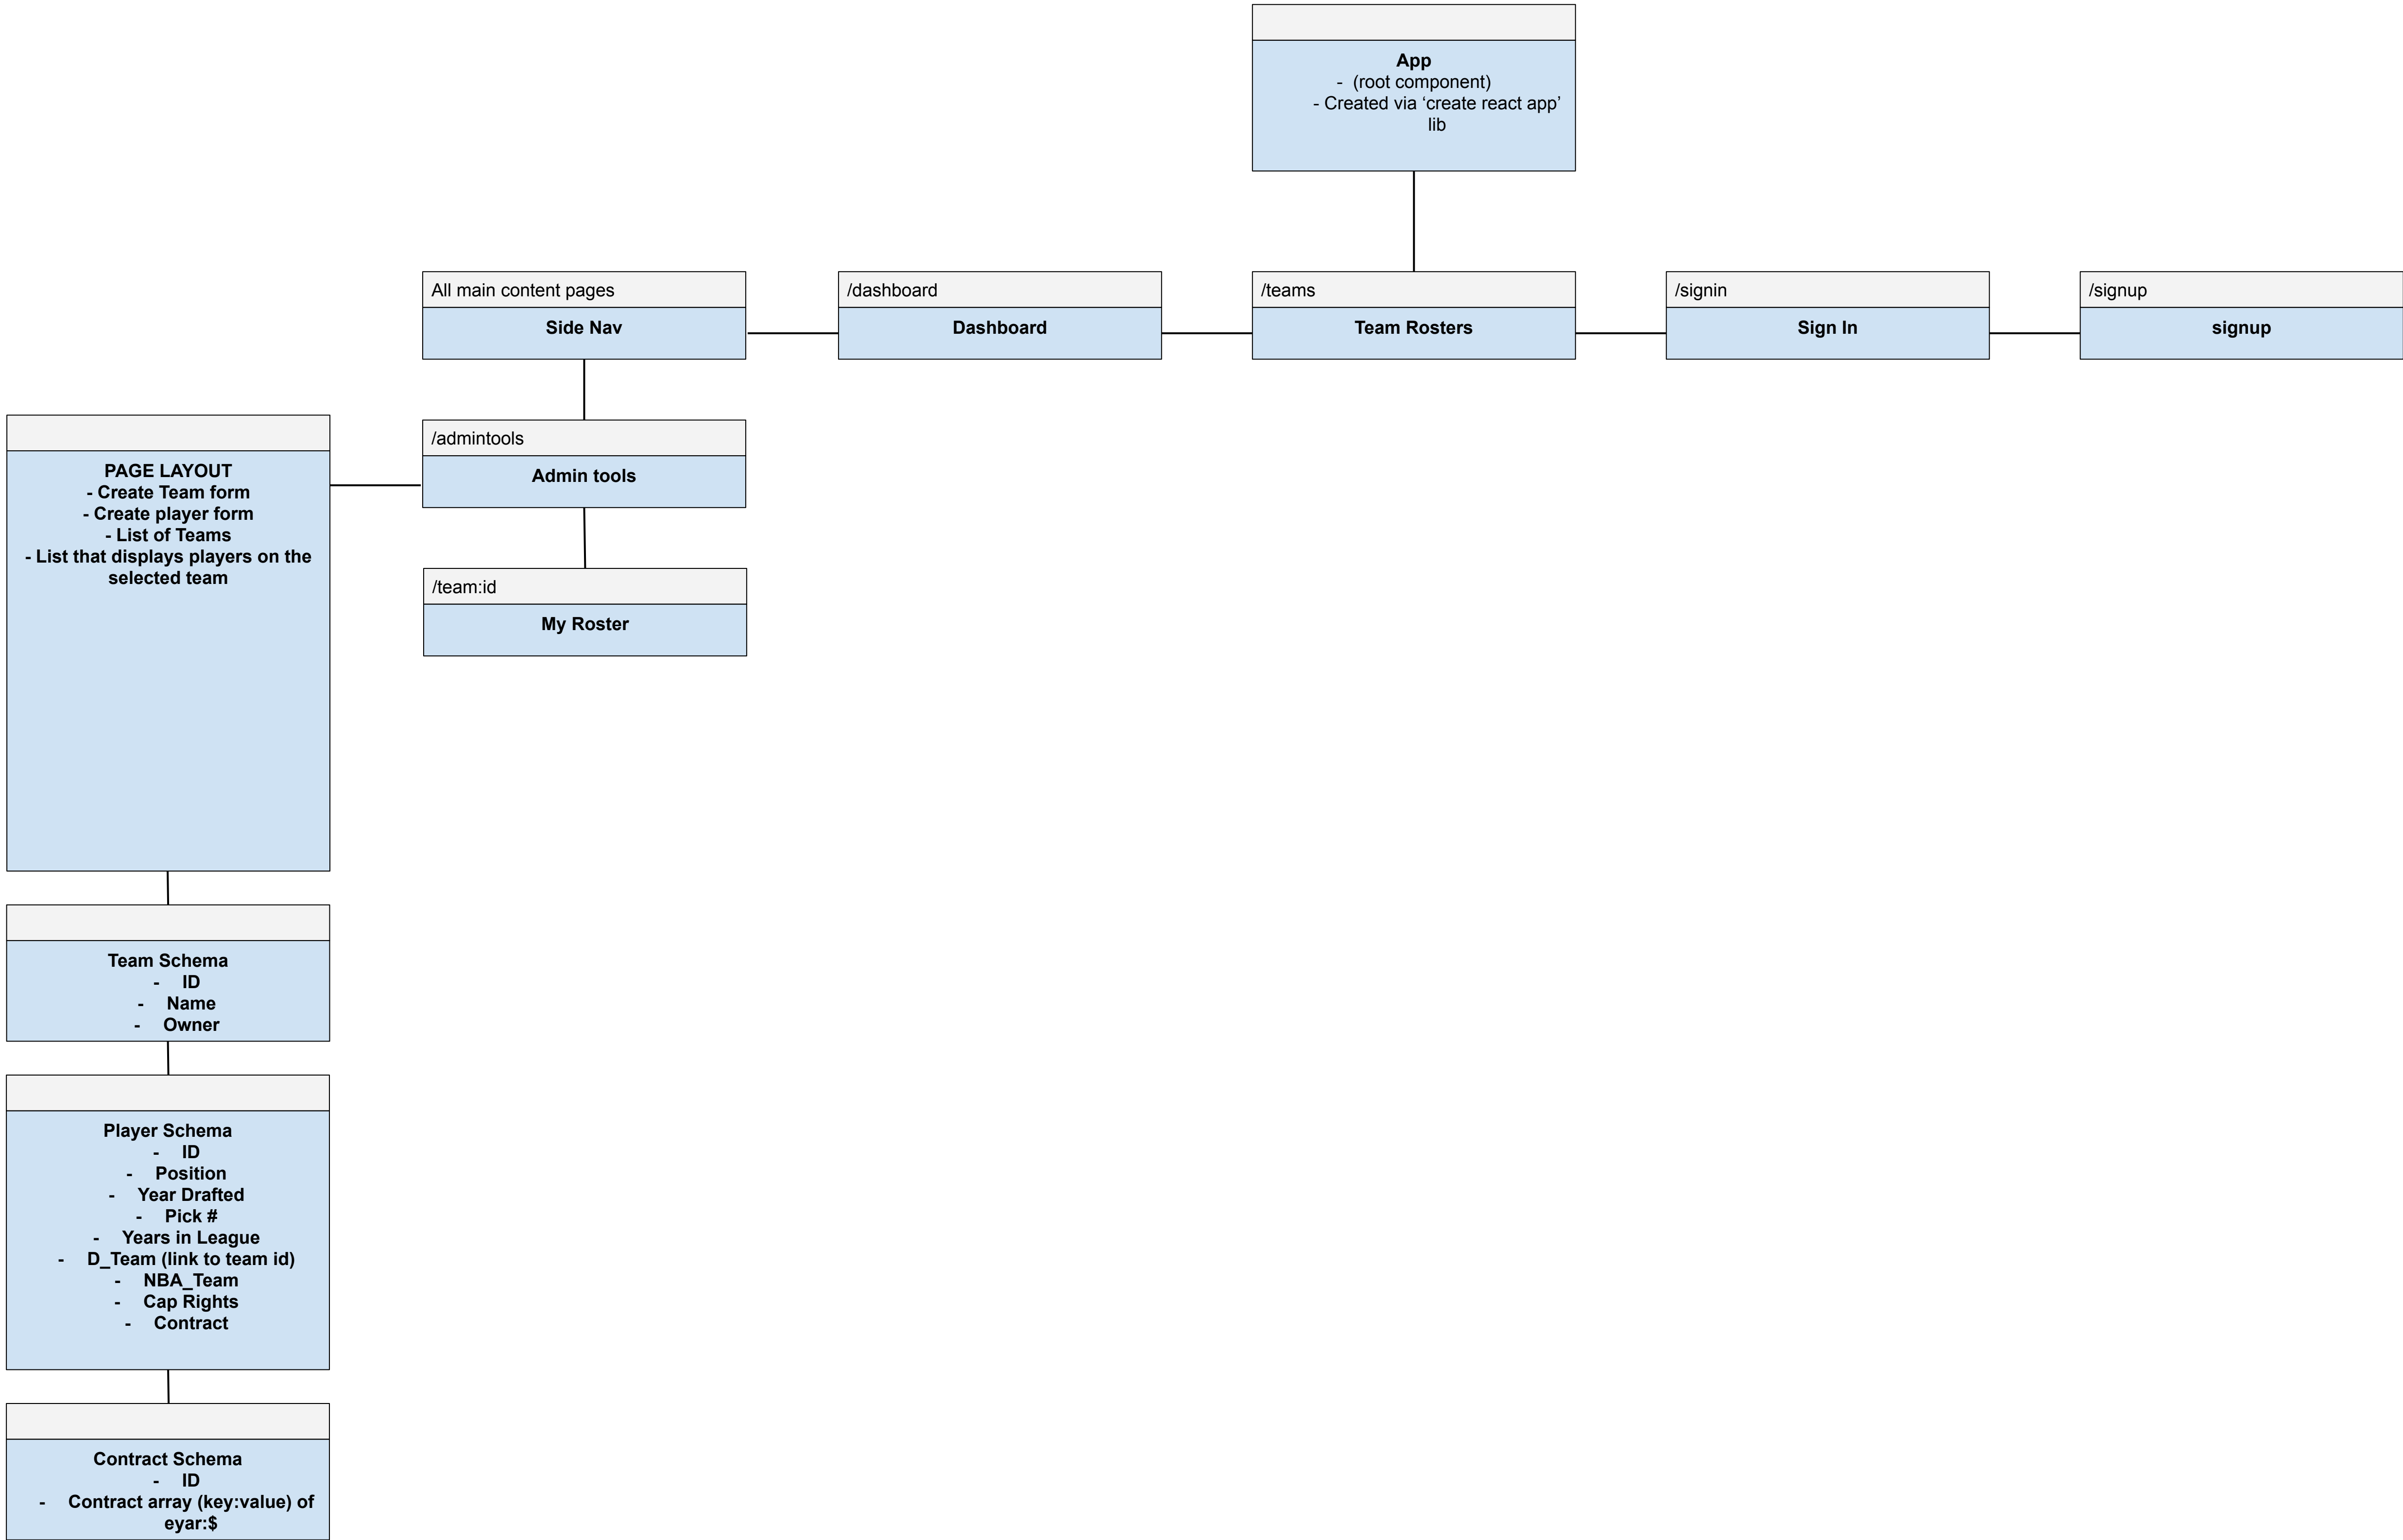 App
- (root component)
- Created via ‘create react app’
lib
All main content pages
Side Nav
/dashboard
Dashboard
/teams
Team Rosters
/signin
Sign In
/signup
signup
/admintools
Admin tools
/team:id
My Roster
PAGE LAYOUT
- Create Team form
- Create player form
- List of Teams
- List that displays players on the
selected team
Team Schema
- ID
- Name
- Owner
Player Schema
- ID
- Position
- Year Drafted
- Pick #
- Years in League
- D_Team (link to team id)
- NBA_Team
- Cap Rights
- Contract
Contract Schema
- ID
- Contract array (key:value) of
eyar:$